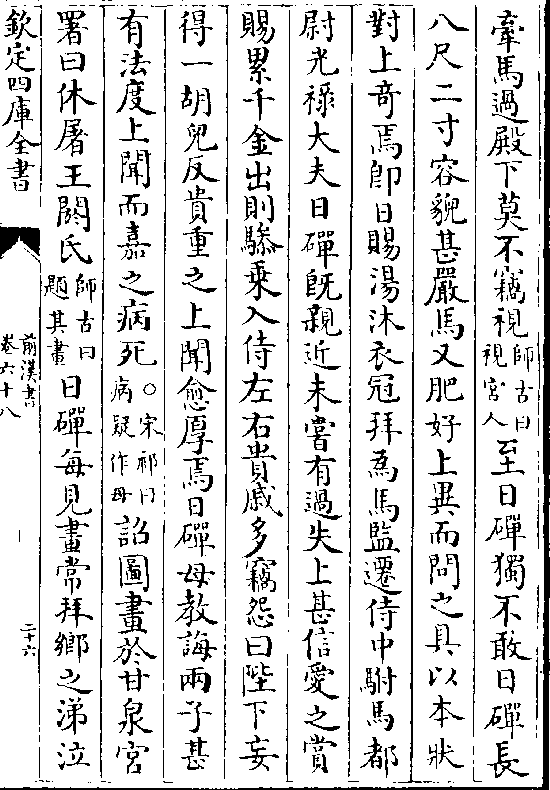 牽馬過殿下莫不竊視師古曰視宮人至日磾獨不敢日磾長
八尺二寸容貌甚嚴馬又肥好上異而問之具以本狀
對上奇焉即日賜湯沐衣冠拜為馬監遷侍中駙馬都
尉光祿大夫日磾既親近未嘗有過失上甚信愛之賞
賜累千金出則驂乗入侍左右貴戚多竊怨曰陛下妄
得一胡兒反貴重之上聞愈厚焉日磾母教誨兩子甚
有法度上聞而嘉之病死○宋祁曰病疑作母詔圖畫於甘泉宮
署曰休屠王閼氏師古曰題其畫日磾每見畫常拜鄉之涕泣
欽定四庫全書
前漢書
卷六十八
二十六